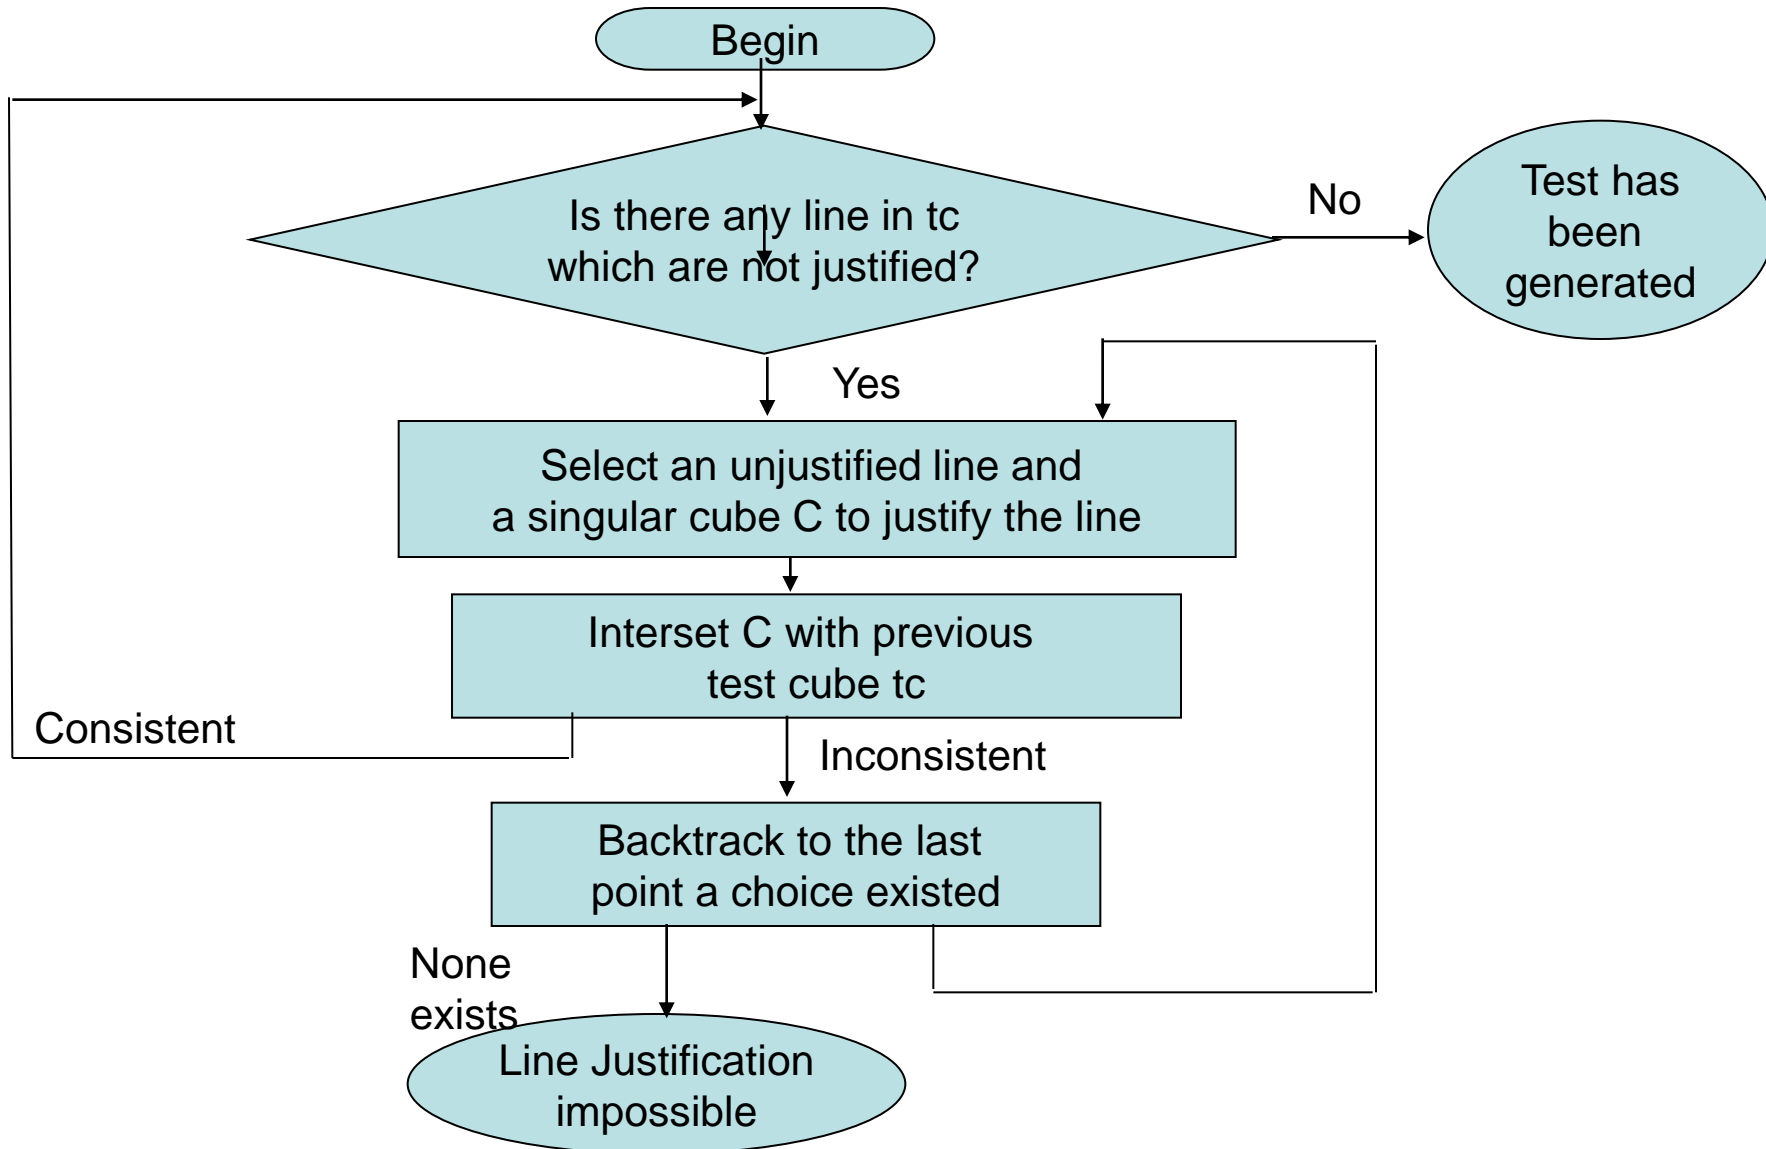 Begin
Is there any line in tc
which are not justified?
No
Test has
been
generated
Yes
Select an unjustified line and
a singular cube C to justify the line
Interset C with previous
test cube tc
Consistent
Inconsistent
Backtrack to the last
point a choice existed
None
exists
Line Justification
impossible